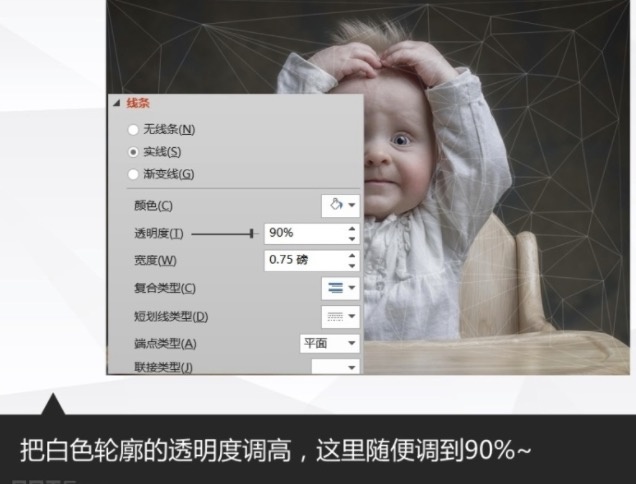 线条
无线条(N)
实线(S)
渐变线(G)
颜色(C)
透明度(T) 90%
宽度(W) 0.75 磅
复合类型(C)
短划线类型(D)
端点类型(A) 平面
联接类型(J)
把白色轮廓的透明度调高，这里随便调到90%~